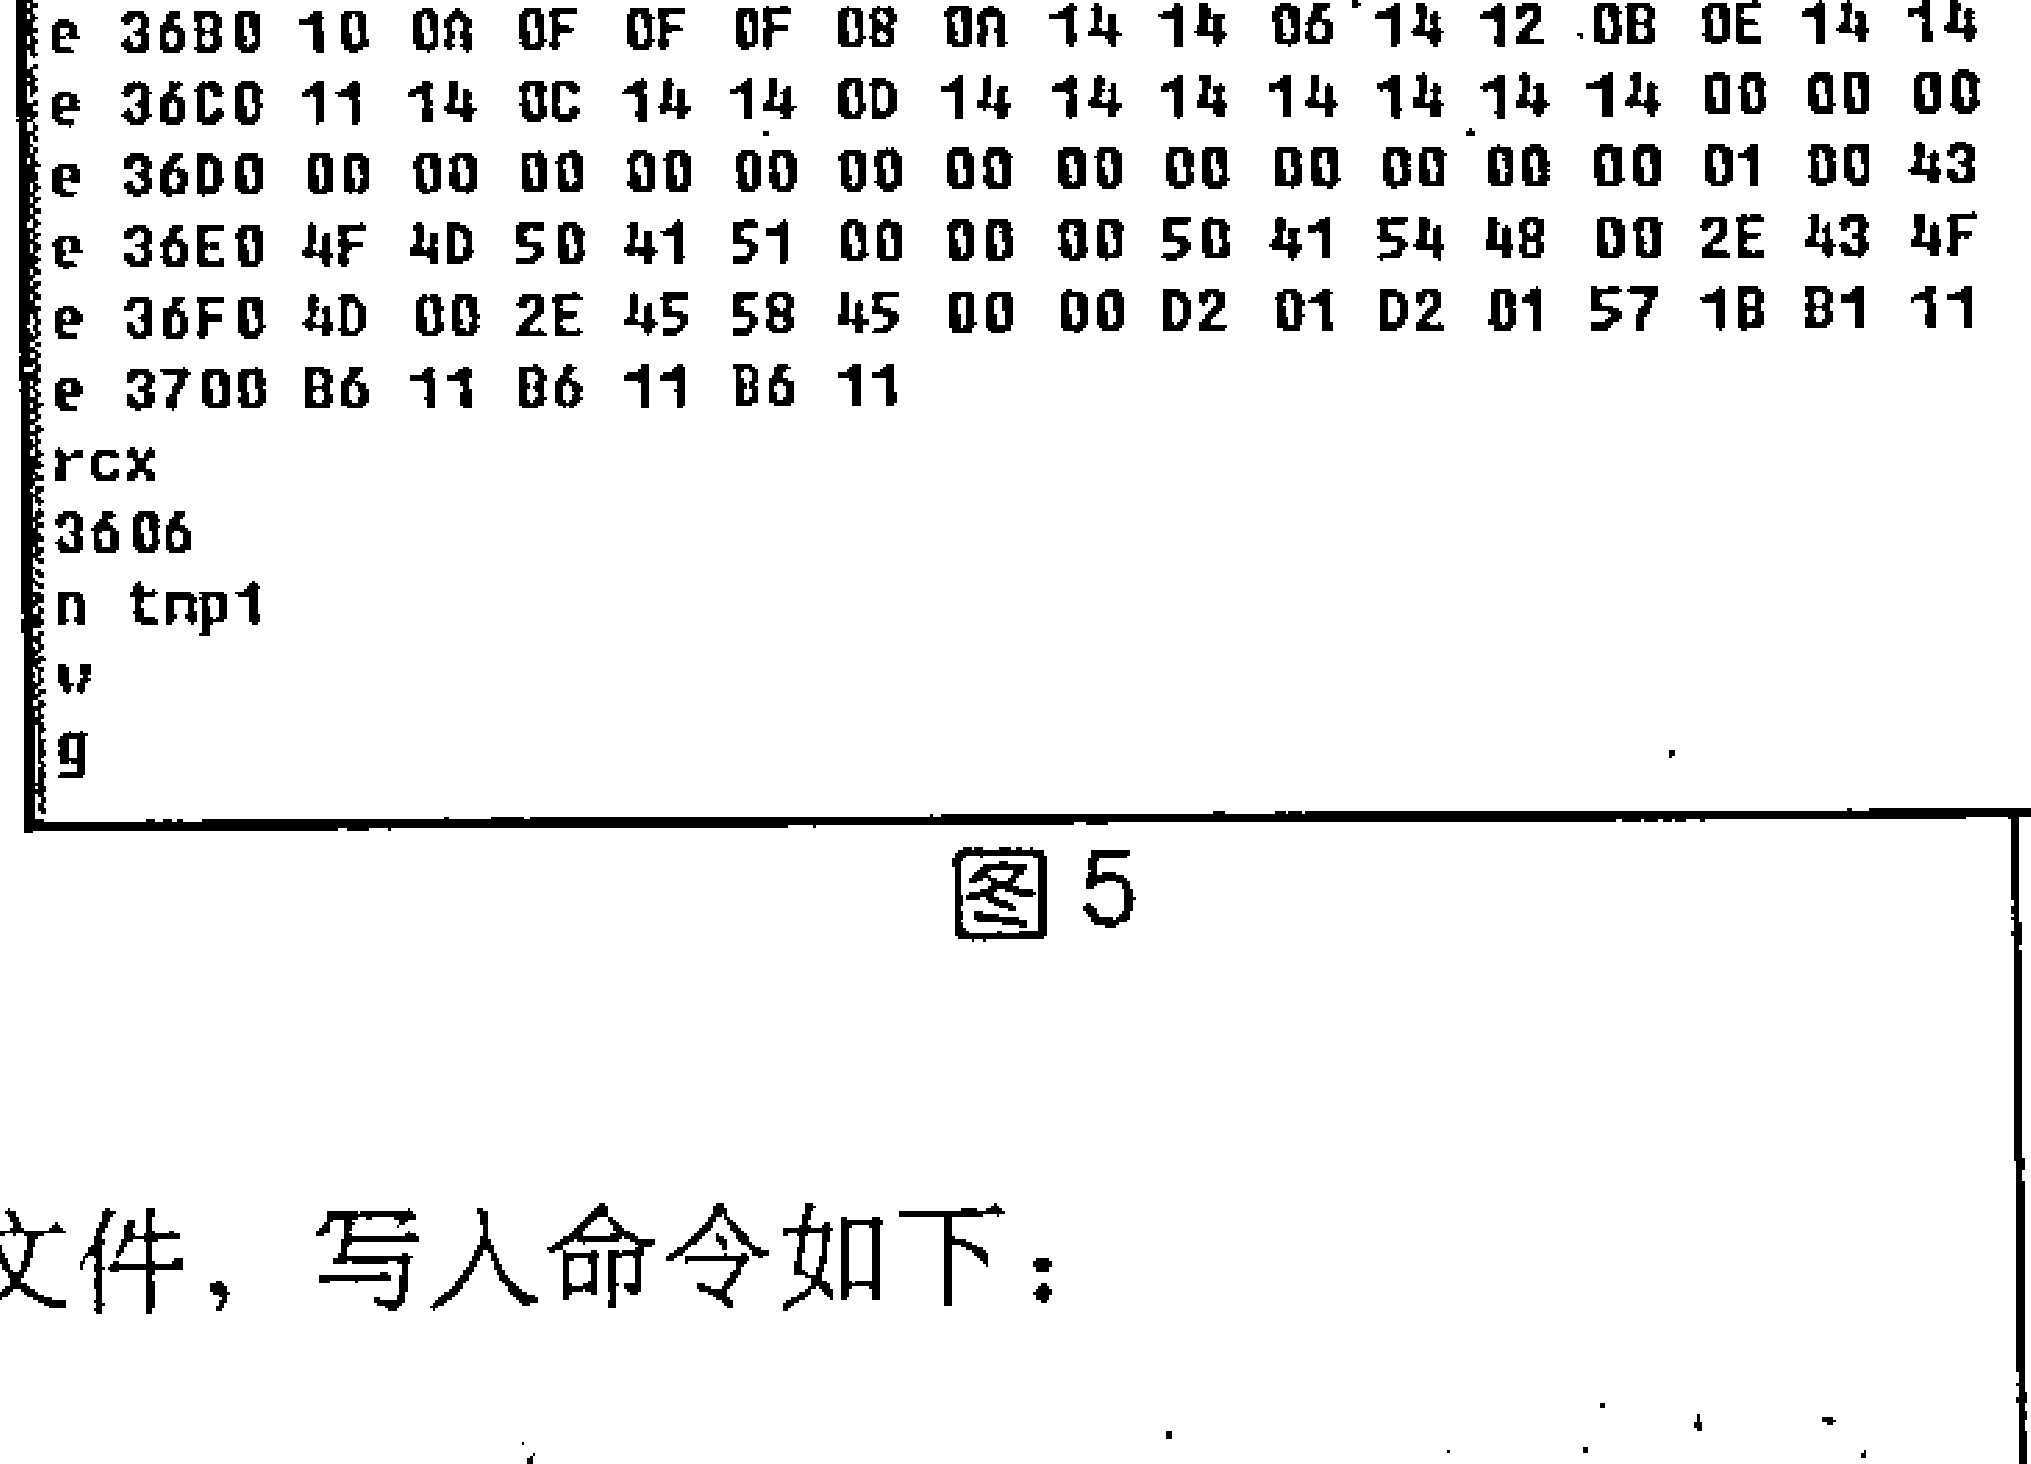 e 36B0 10 0A 0F 0F 0F 08 0A 14 14 06 14 12 0B 0E 14 14
e 36C0 11 14 0C 14 14 0D 14 14 14 14 14 14 14 00 00 00
e 36D0 00 00 00 00 00 00 00 00 00 00 00 00 00 01 00 43
e 36E0 4F 4D 50 41 51 00 00 00 50 41 54 48 00 2E 43 4F
e 36F0 4D 00 2E 45 58 45 00 00 D2 01 D2 01 57 1B B1 11
e 3700 B6 11 B6 11 B6 11
rcx
3606
n tmp1
w
g
图 5
文件，写入命令如下：